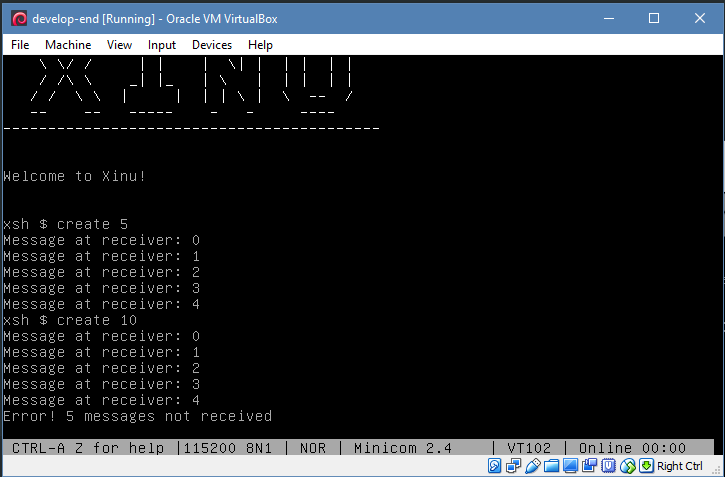 develop-end [Running] - Oracle VM VirtualBox
File Machine View Input Devices Help
Welcome to Xinu!
xsh $ create 5
Message at receiver: 0
Message at receiver: 1
Message at receiver: 2
Message at receiver: 3
Message at receiver: 4
xsh $ create 10
Message at receiver: 0
Message at receiver: 1
Message at receiver: 2
Message at receiver: 3
Message at receiver: 4
Error! 5 messages not received
CTRL-A Z for help |115200 8N1 | NOR | Minicom 2.4 | VT102 | Online 00:00
Right Ctrl